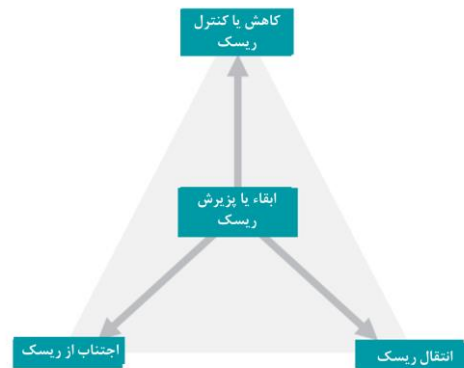 کاهش یا کنترل
ریسک
ابقاء یا پزیرش
ریسک
اجتناب از ریسک
انتقال ریسک